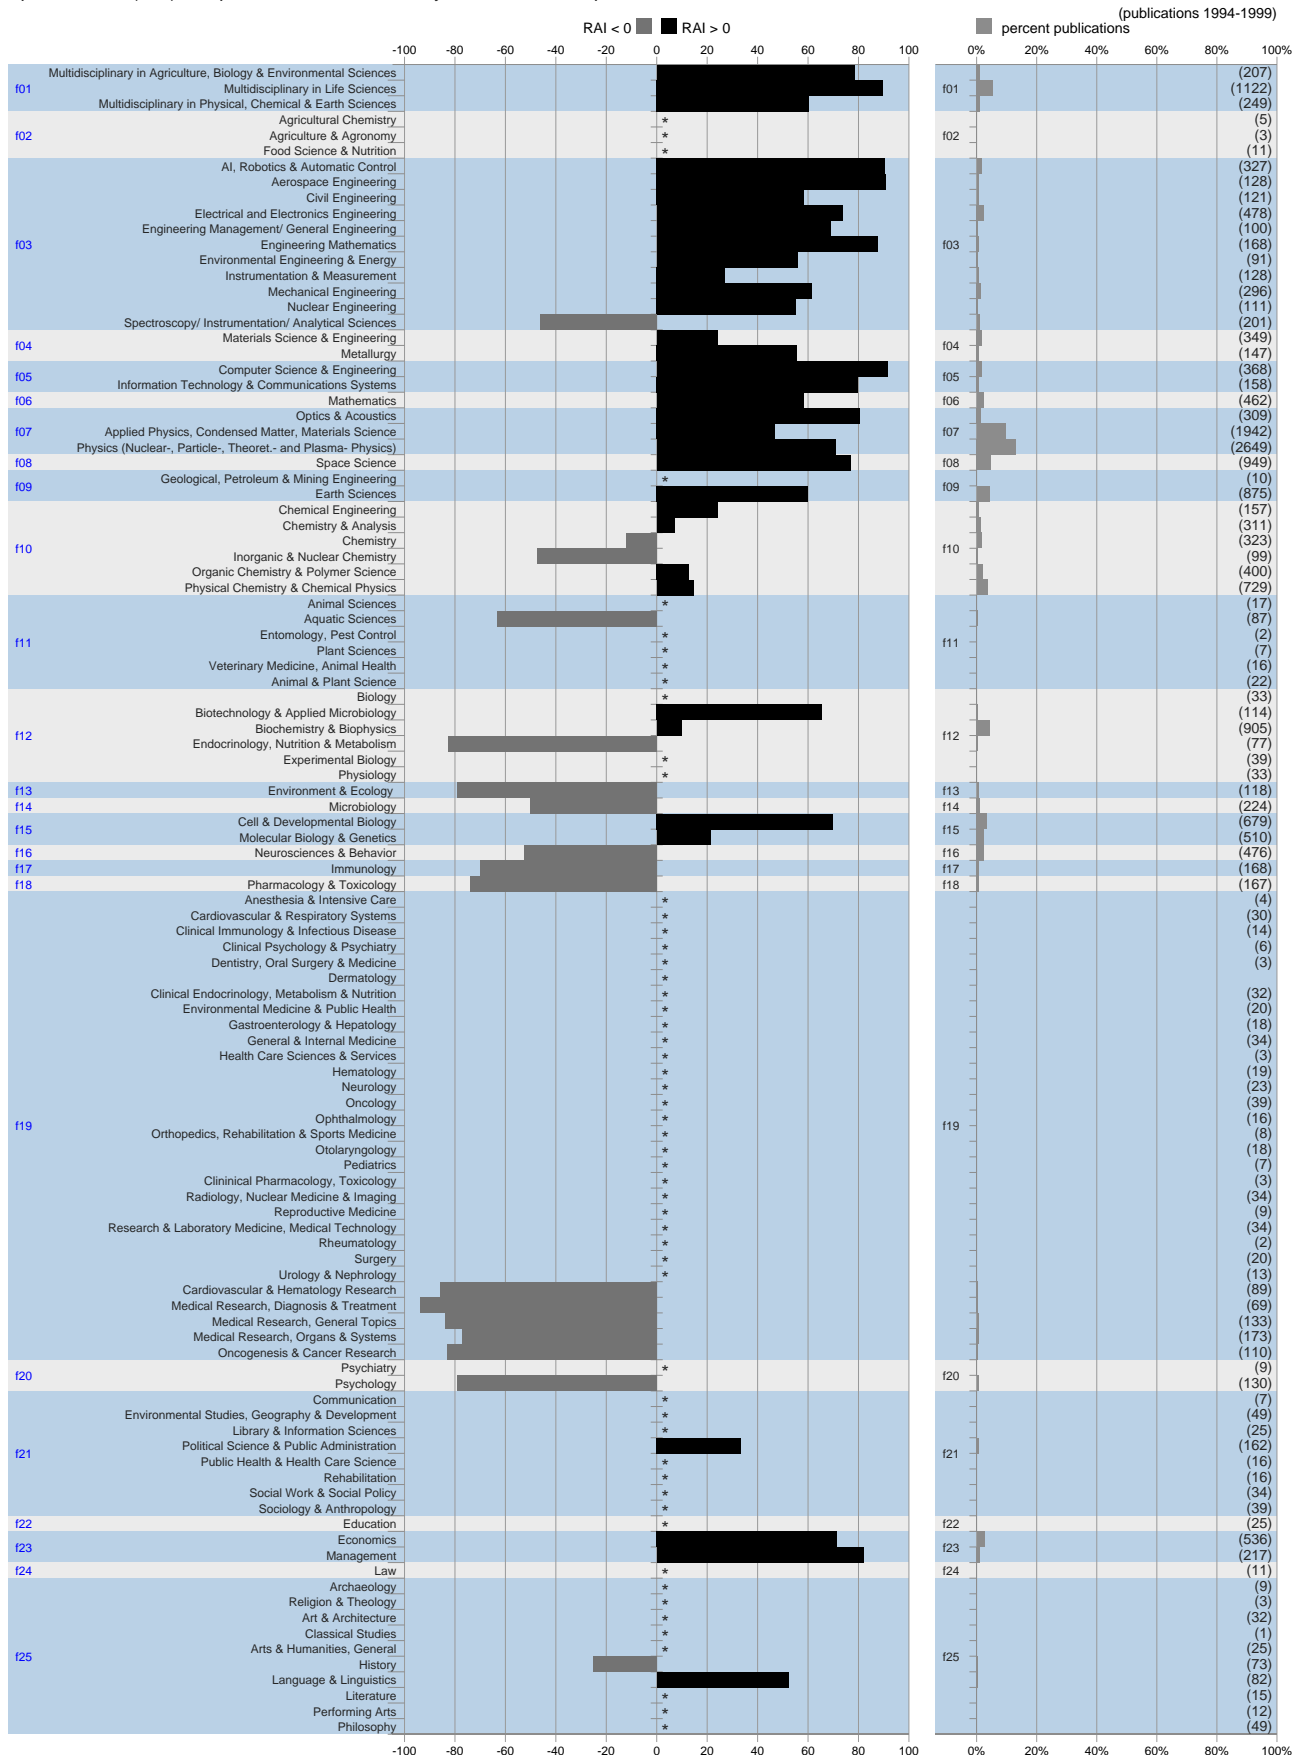 (publications 1994-1999)
RAI < 0 RAI > 0 percent publications
-100 -80 -60 -40 -20 0 20 40 60 80 100 0% 20% 40% 60% 80% 100%
Multidisciplinary in Agriculture, Biology & Environmental Sciences (207)
f01 Multidisciplinary in Life Sciences f01 (1122)
Multidisciplinary in Physical, Chemical & Earth Sciences (249)
Agricultural Chemistry * (5)
f02 Agriculture & Agronomy * f02 (3)
Food Science & Nutrition * (11)
AI, Robotics & Automatic Control (327)
Aerospace Engineering (128)
Civil Engineering (121)
Electrical and Electronics Engineering (478)
Engineering Management/ General Engineering (100)
f03 Engineering Mathematics f03 (168)
Environmental Engineering & Energy (91)
Instrumentation & Measurement (128)
Mechanical Engineering (296)
Nuclear Engineering (111)
Spectroscopy/ Instrumentation/ Analytical Sciences (201)
f04 Materials Science & Engineering f04 (349)
Metallurgy (147)
f05 Computer Science & Engineering f05 (368)
Information Technology & Communications Systems (158)
f06 Mathematics f06 (462)
Optics & Acoustics (309)
f07 Applied Physics, Condensed Matter, Materials Science f07 (1942)
Physics (Nuclear-, Particle-, Theoret.- and Plasma- Physics) (2649)
f08 Space Science f08 (949)
f09 Geological, Petroleum & Mining Engineering * f09 (10)
Earth Sciences (875)
Chemical Engineering (157)
Chemistry & Analysis (311)
f10 Chemistry f10 (323)
Inorganic & Nuclear Chemistry (99)
Organic Chemistry & Polymer Science (400)
Physical Chemistry & Chemical Physics (729)
Animal Sciences * (17)
Aquatic Sciences (87)
f11 Entomology, Pest Control * f11 (2)
Plant Sciences * (7)
Veterinary Medicine, Animal Health * (16)
Animal & Plant Science * (22)
Biology * (33)
Biotechnology & Applied Microbiology (114)
f12 Biochemistry & Biophysics f12 (905)
Endocrinology, Nutrition & Metabolism (77)
Experimental Biology * (39)
Physiology * (33)
f13 Environment & Ecology f13 (118)
f14 Microbiology f14 (224)
f15 Cell & Developmental Biology f15 (679)
Molecular Biology & Genetics (510)
f16 Neurosciences & Behavior f16 (476)
f17 Immunology f17 (168)
f18 Pharmacology & Toxicology f18 (167)
Anesthesia & Intensive Care * (4)
Cardiovascular & Respiratory Systems * (30)
Clinical Immunology & Infectious Disease * (14)
Clinical Psychology & Psychiatry * (6)
Dentistry, Oral Surgery & Medicine * (3)
Dermatology *
Clinical Endocrinology, Metabolism & Nutrition * (32)
Environmental Medicine & Public Health * (20)
Gastroenterology & Hepatology * (18)
General & Internal Medicine * (34)
Health Care Sciences & Services * (3)
Hematology * (19)
Neurology * (23)
Oncology * (39)
f19 Ophthalmology * f19 (16)
Orthopedics, Rehabilitation & Sports Medicine * (8)
Otolaryngology * (18)
Pediatrics * (7)
Clininical Pharmacology, Toxicology * (3)
Radiology, Nuclear Medicine & Imaging * (34)
Reproductive Medicine * (9)
Research & Laboratory Medicine, Medical Technology * (34)
Rheumatology * (2)
Surgery * (20)
Urology & Nephrology * (13)
Cardiovascular & Hematology Research (89)
Medical Research, Diagnosis & Treatment (69)
Medical Research, General Topics (133)
Medical Research, Organs & Systems (173)
Oncogenesis & Cancer Research (110)
f20 Psychiatry * f20 (9)
Psychology (130)
Communication * (7)
Environmental Studies, Geography & Development * (49)
Library & Information Sciences * (25)
f21 Political Science & Public Administration f21 (162)
Public Health & Health Care Science * (16)
Rehabilitation * (16)
Social Work & Social Policy * (34)
Sociology & Anthropology * (39)
f22 Education * f22 (25)
f23 Economics f23 (536)
Management (217)
f24 Law * f24 (11)
Archaeology * (9)
Religion & Theology * (3)
Art & Architecture * (32)
Classical Studies * (1)
Arts & Humanities, General * (25)
f25 History f25 (73)
Language & Linguistics (82)
Literature * (15)
Performing Arts * (12)
Philosophy * (49)
-100 -80 -60 -40 -20 0 20 40 60 80 100 0% 20% 40% 60% 80% 100%